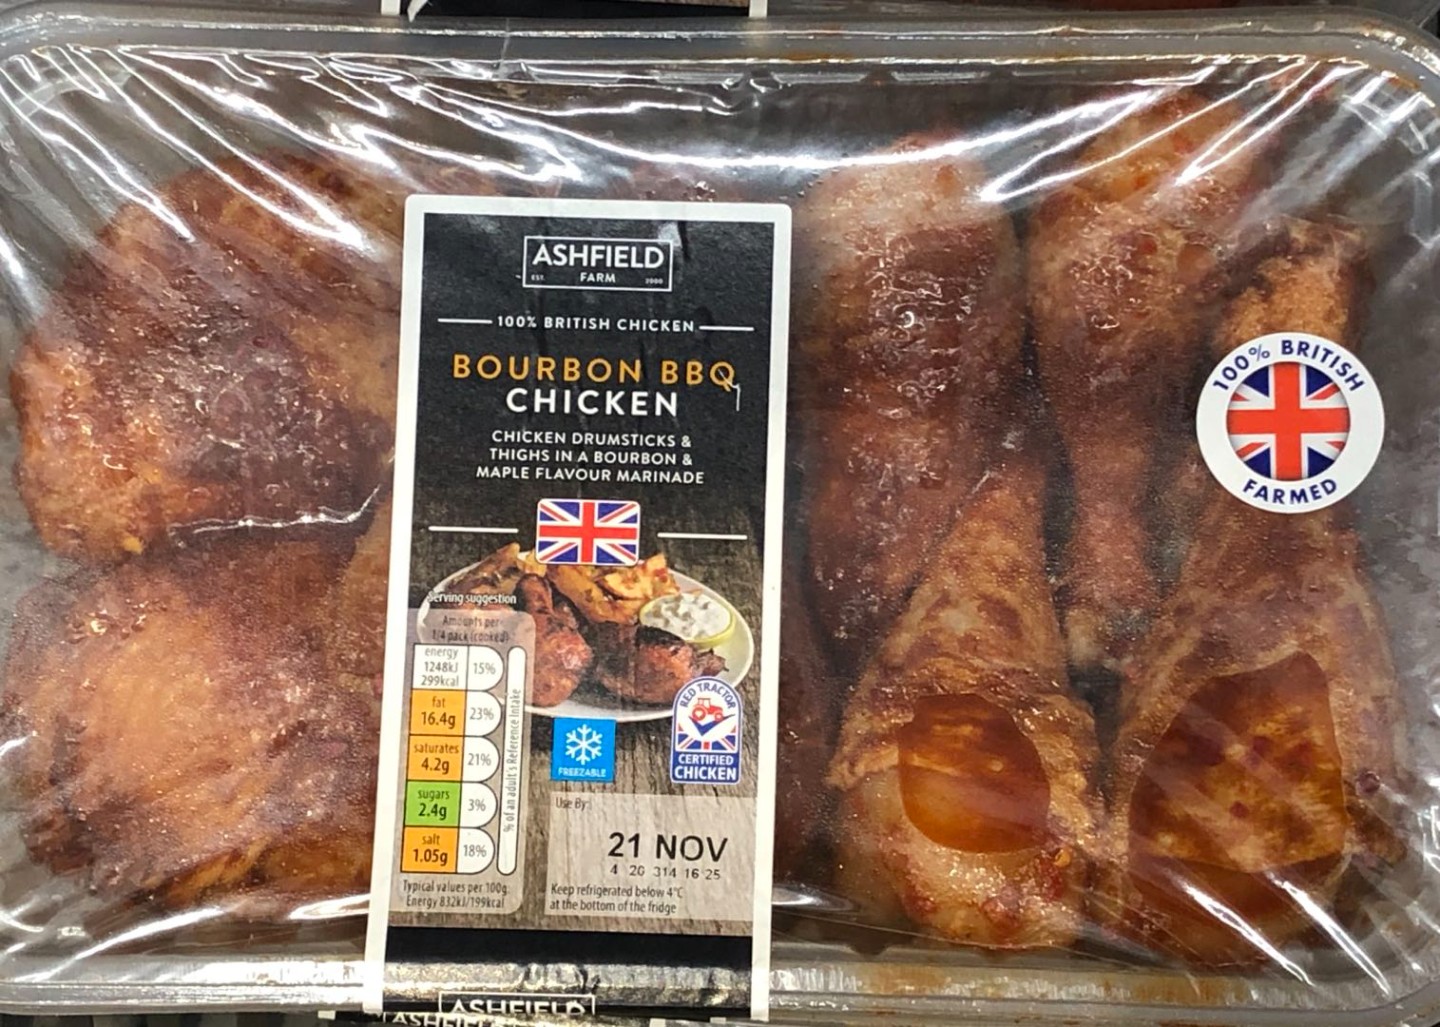 ASHFIELD
EST. FARM 2000
100% BRITISH CHICKEN
BOURBON BBQ
CHICKEN
CHICKEN DRUMSTICKS &
THIGHS IN A BOURBON &
MAPLE FLAVOUR MARINADE
Serving suggestion
Amounts per
1/4 pack (cooked)
energy
1248kJ
299kcal
15%
fat
16.4g
23%
saturates
4.2g
21%
sugars
2.4g
3%
salt
1.05g
18%
% of an adult's Reference Intake
Typical values per 100g:
Energy 832kJ/199kcal
FREEZABLE
RED TRACTOR
CERTIFIED
CHICKEN
Use By:
21 NOV
4 20 314 16 25
Keep refrigerated below 4°C
at the bottom of the fridge
100% BRITISH
FARMED
ASHFIELD
ASHFIELD